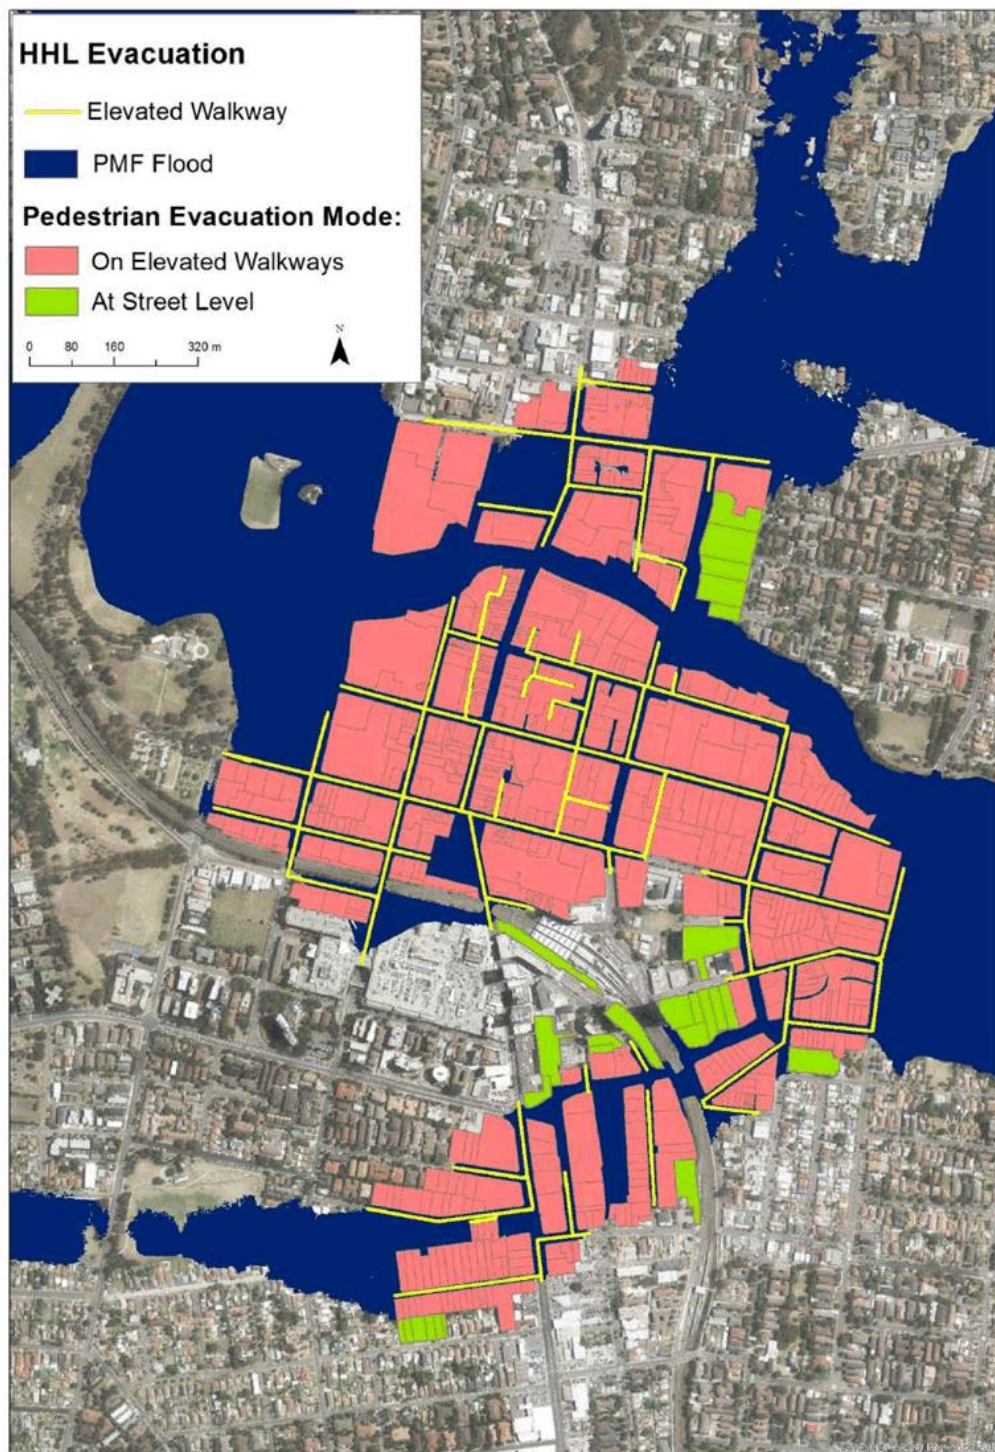 HHL Evacuation
Elevated Walkway
PMF Flood
Pedestrian Evacuation Mode:
On Elevated Walkways
At Street Level
N
0 80 160 320 m